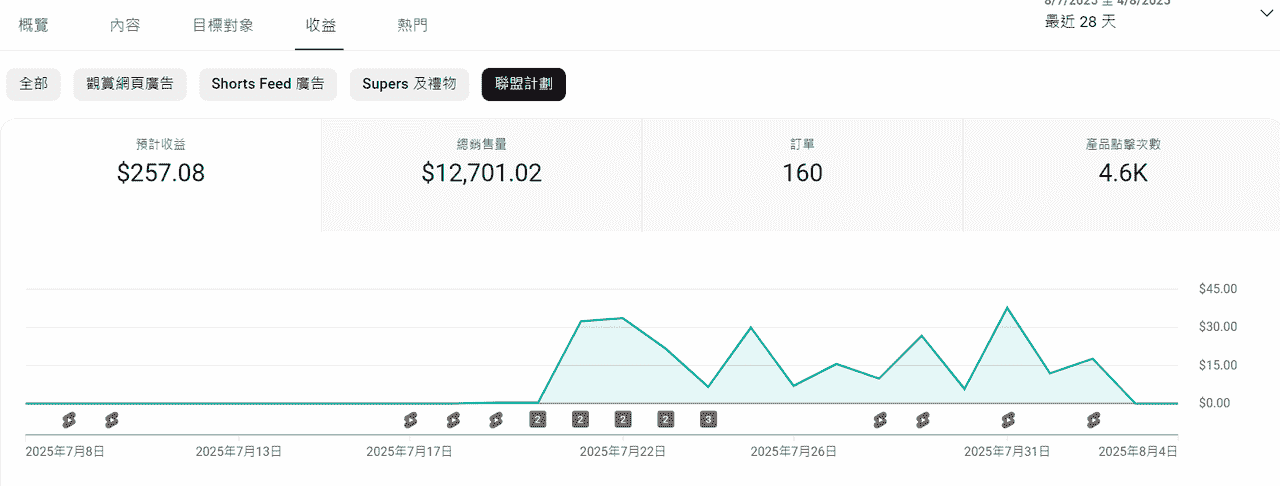 8/7/2025 至 4/8/2025
概覽 內容 目標對象 收益 熱門
最近 28 天
全部 觀賞網頁廣告 Shorts Feed 廣告 Supers 及禮物 聯盟計劃
預計收益 總銷售量 訂單 產品點擊次數
$257.08 $12,701.02 160 4.6K
$45.00
$30.00
$15.00
$0.00
2 2 2 2 3
2025年7月8日 2025年7月13日 2025年7月17日 2025年7月22日 2025年7月26日 2025年7月31日 2025年8月4日